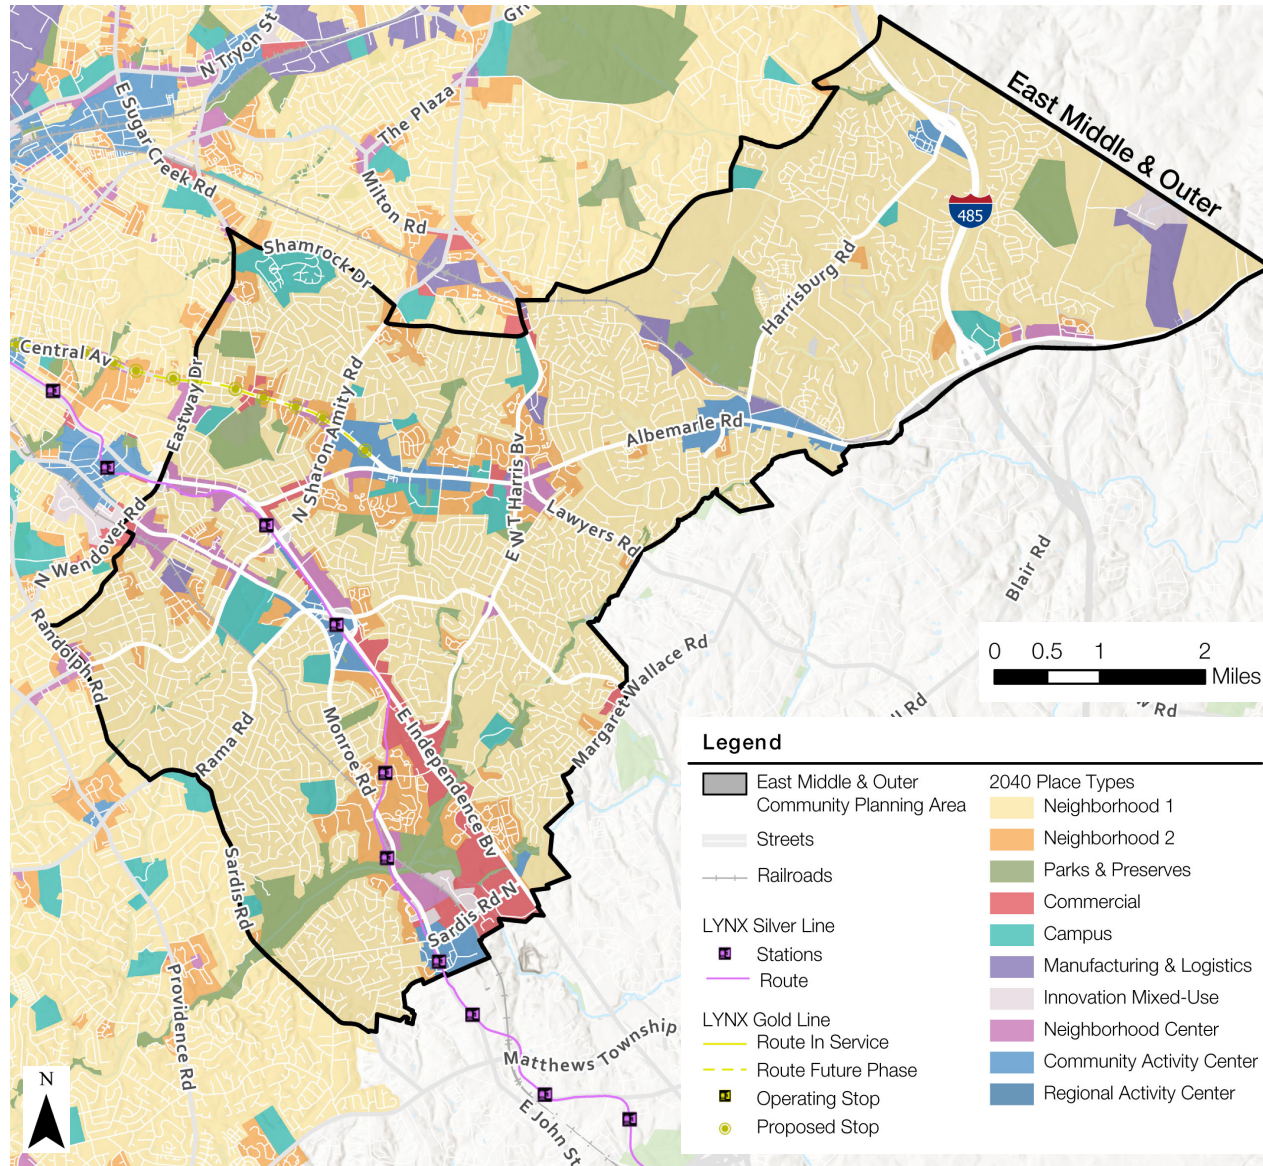 Gr
N Tryon St
E Sugar Creek Rd
The Plaza
Milton Rd
East Middle & Outer
485
Shamrock Dr
Harrisburg Rd
Central Av
Eastway Dr
N Sharon Amity Rd
Albemarle Rd
E W T Harris Bv
Lawyers Rd
N Wendover Rd
Blair Rd
Randolph Rd
Margaret Wallace Rd
Rama Rd
Monroe Rd
E Independence Bv
ll Rd
w Rd
Sardis Rd
Sardis Rd N
Providence Rd
Matthews Township
E John St
N
0 0.5 1 2
Miles
Legend
East Middle & Outer
Community Planning Area
Streets
Railroads
LYNX Silver Line
Stations
Route
LYNX Gold Line
Route In Service
Route Future Phase
Operating Stop
Proposed Stop
2040 Place Types
Neighborhood 1
Neighborhood 2
Parks & Preserves
Commercial
Campus
Manufacturing & Logistics
Innovation Mixed-Use
Neighborhood Center
Community Activity Center
Regional Activity Center